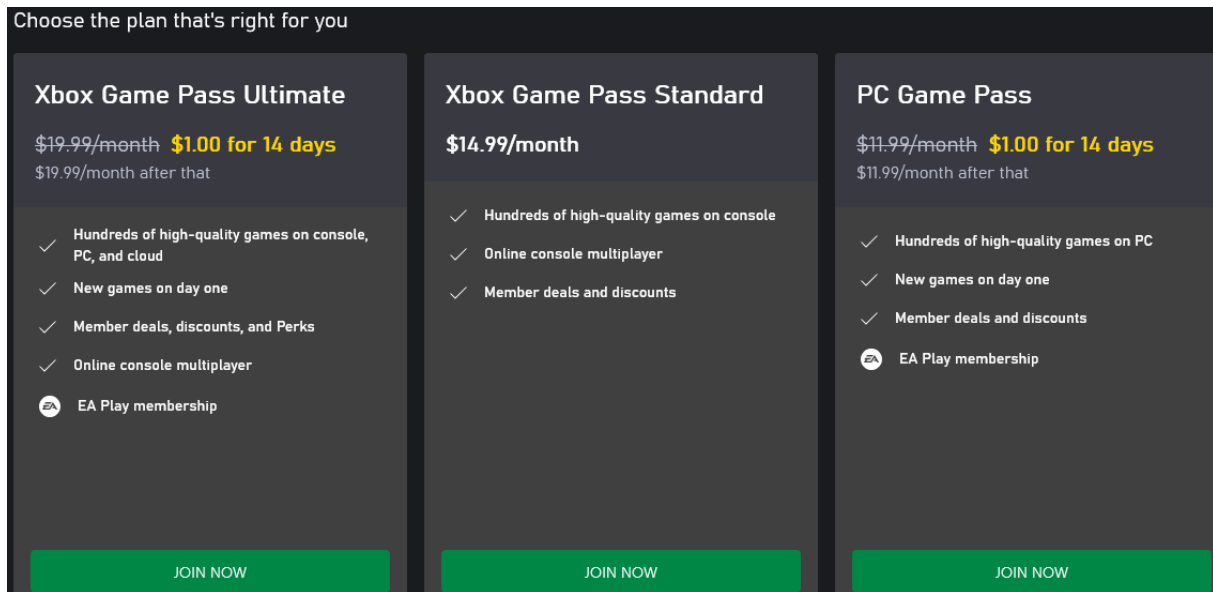 Choose the plan that's right for you
Xbox Game Pass Ultimate
$19.99/month $1.00 for 14 days
$19.99/month after that
Hundreds of high-quality games on console,
PC, and cloud
New games on day one
Member deals, discounts, and Perks
Online console multiplayer
EA EA Play membership
JOIN NOW
Xbox Game Pass Standard
$14.99/month
Hundreds of high-quality games on console
Online console multiplayer
Member deals and discounts
JOIN NOW
PC Game Pass
$11.99/month $1.00 for 14 days
$11.99/month after that
Hundreds of high-quality games on PC
New games on day one
Member deals and discounts
EA EA Play membership
JOIN NOW